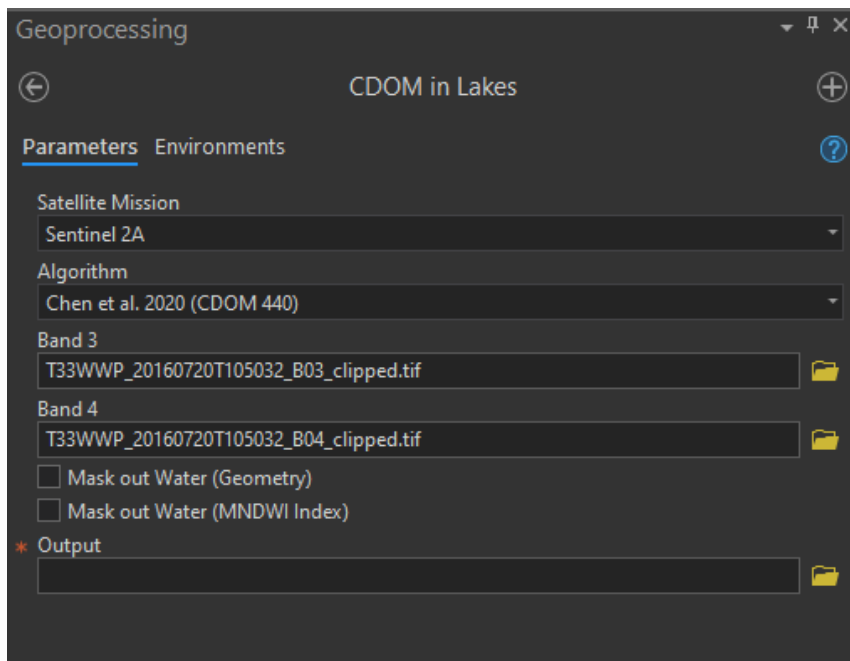 Geoprocessing
CDOM in Lakes
Parameters Environments
Satellite Mission
Sentinel 2A
Algorithm
Chen et al. 2020 (CDOM 440)
Band 3
T33WWP_20160720T105032_B03_clipped.tif
Band 4
T33WWP_20160720T105032_B04_clipped.tif
Mask out Water (Geometry)
Mask out Water (MNDWI Index)
* Output